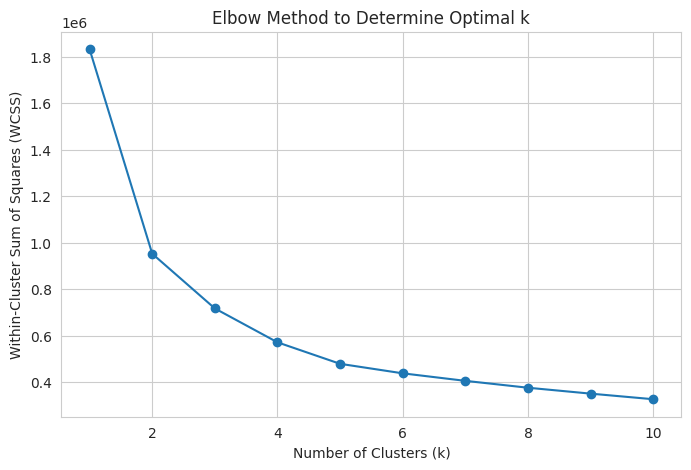 Elbow Method to Determine Optimal k
1e6
1.8
1.6
1.4
1.2
1.0
0.8
0.6
0.4
Within-Cluster Sum of Squares (WCSS)
2 4 6 8 10
Number of Clusters (k)